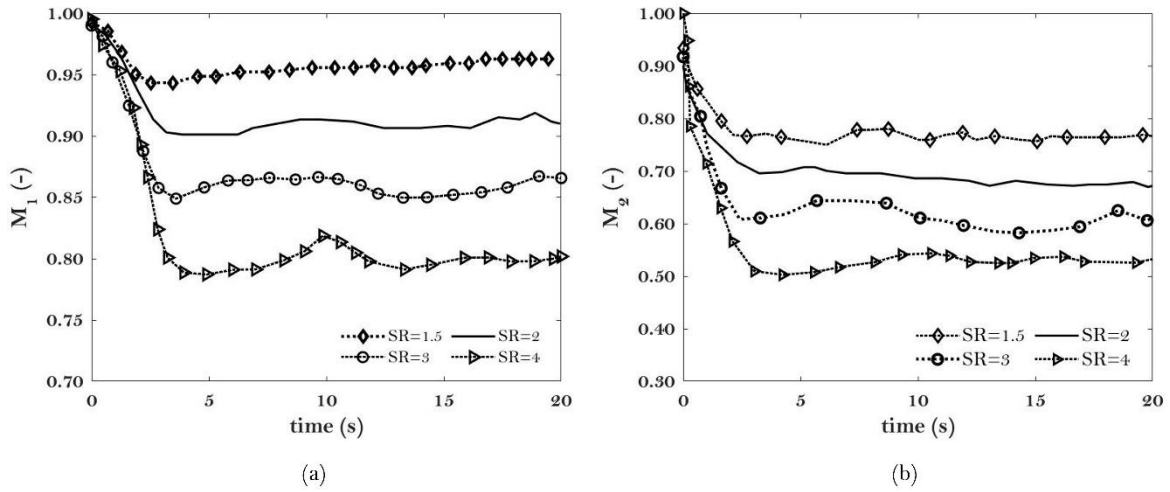 1.00
0.95
0.90
0.85
0.80
0.75
0.70
M1 (-)
0 5 10 15 20
time (s)
SR=1.5 SR=2
SR=3 SR=4
(a)
1.00
0.90
0.80
0.70
0.60
0.50
0.40
0.30
M2 (-)
0 5 10 15 20
time (s)
SR=1.5 SR=2
SR=3 SR=4
(b)